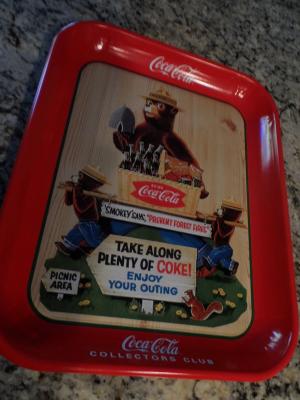 Coca-Cola
DRINK
Coca-Cola
"SMOKEY SAYS, "PREVENT FOREST FIRES"
TAKE ALONG
PLENTY OF COKE!
ENJOY
YOUR OUTING
PICNIC
AREA
Coca-Cola
COLLECTORS CLUB